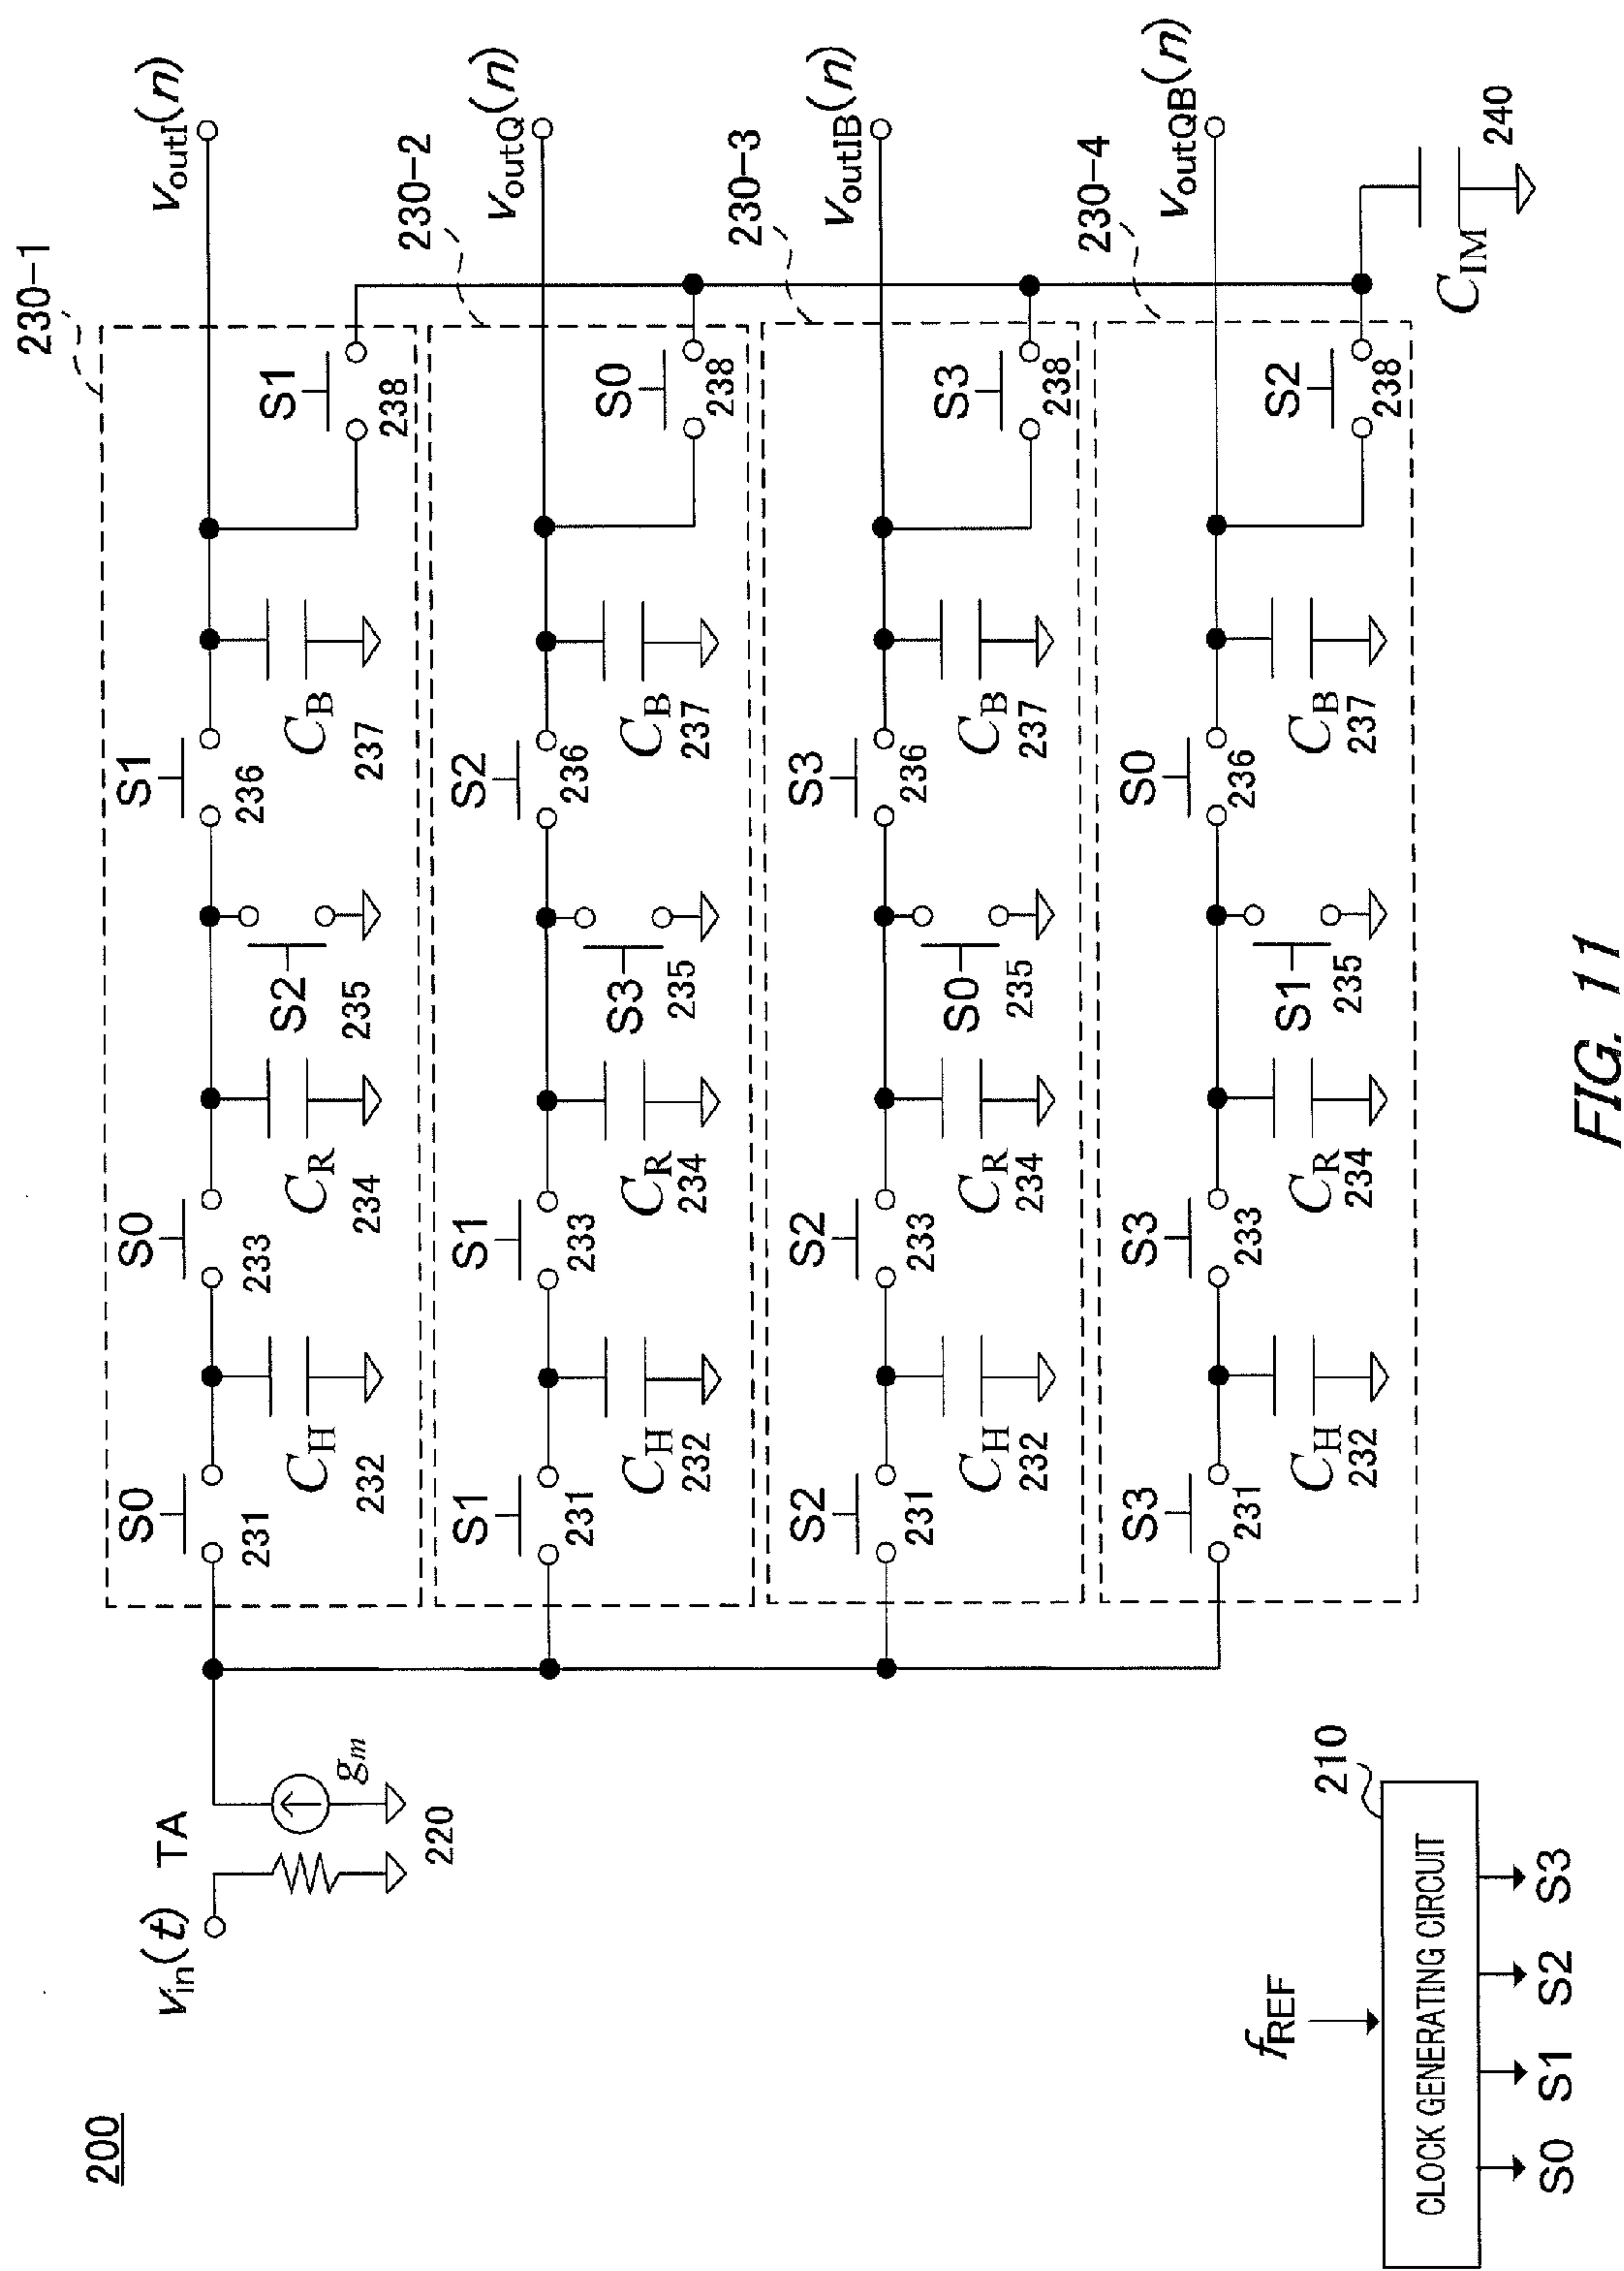 200
v_in(t) TA
g_m
220
230-1
S0
231
C_H
232
S0
233
C_R
234
S2
235
S1
236
C_B
237
S1
238
V_outI(n)
230-2
S1
231
C_H
232
S1
233
C_R
234
S3
235
S2
236
C_B
237
S0
238
V_outQ(n)
230-3
S2
231
C_H
232
S2
233
C_R
234
S0
235
S3
236
C_B
237
S3
238
V_outIB(n)
230-4
S3
231
C_H
232
S3
233
C_R
234
S1
235
S0
236
C_B
237
S2
238
V_outQB(n)
C_IM
240
f_REF
210
CLOCK GENERATING CIRCUIT
S0 S1 S2 S3
FIG. 11